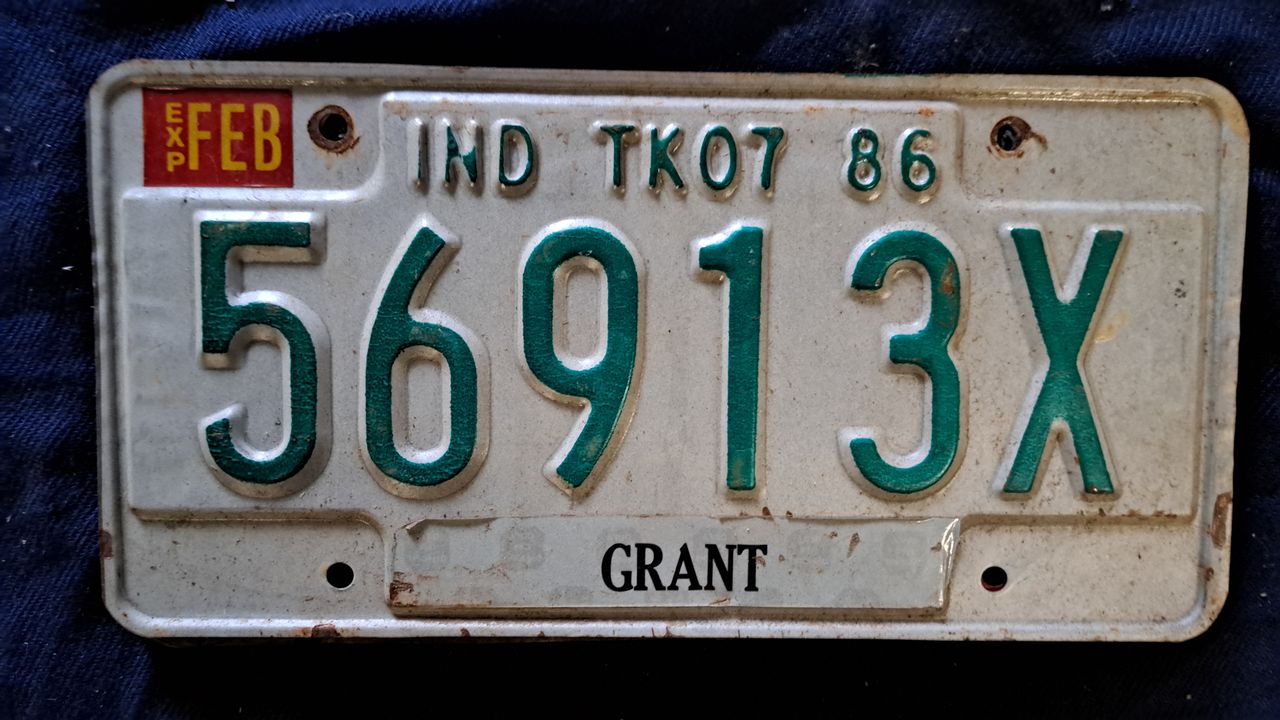 EXP FEB
IND TK07 86
56913X
GRANT